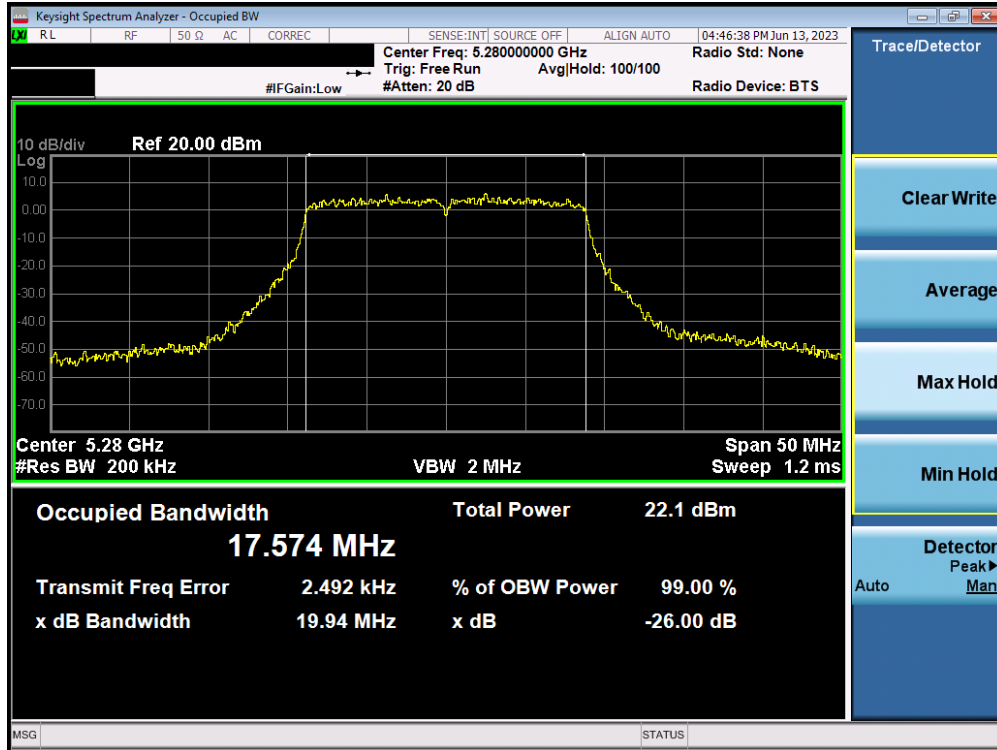 Keysight Spectrum Analyzer - Occupied BW
LXI RL RF 50 Ω AC CORREC SENSE:INT SOURCE OFF ALIGN AUTO 04:46:38 PM Jun 13, 2023
Center Freq: 5.280000000 GHz Radio Std: None
Trig: Free Run Avg|Hold: 100/100
#IFGain:Low #Atten: 20 dB Radio Device: BTS
Trace/Detector
10 dB/div Ref 20.00 dBm
Log
10.0
0.00
-10.0
-20.0
-30.0
-40.0
-50.0
-60.0
-70.0
Center 5.28 GHz Span 50 MHz
#Res BW 200 kHz VBW 2 MHz Sweep 1.2 ms
Occupied Bandwidth Total Power 22.1 dBm
17.574 MHz
Transmit Freq Error 2.492 kHz % of OBW Power 99.00 %
x dB Bandwidth 19.94 MHz x dB -26.00 dB
Clear Write
Average
Max Hold
Min Hold
Detector
Peak▶
Auto Man
MSG STATUS